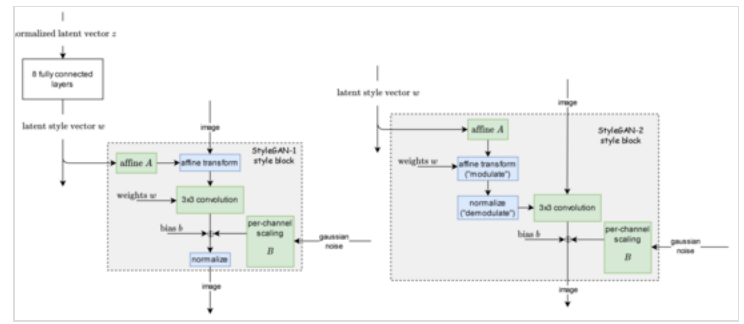 ormalized latent vector z
8 fully connected
layers
latent style vector w
image
StyleGAN-1
style block
affine A
affine transform
weights w
3x3 convolution
bias b
per-channel
scaling
B
gaussian
noise
normalize
image
latent style vector w
image
StyleGAN-2
style block
affine A
weights w
affine transform
("modulate")
normalize
("demodulate")
3x3 convolution
bias b
per-channel
scaling
B
gaussian
noise
image